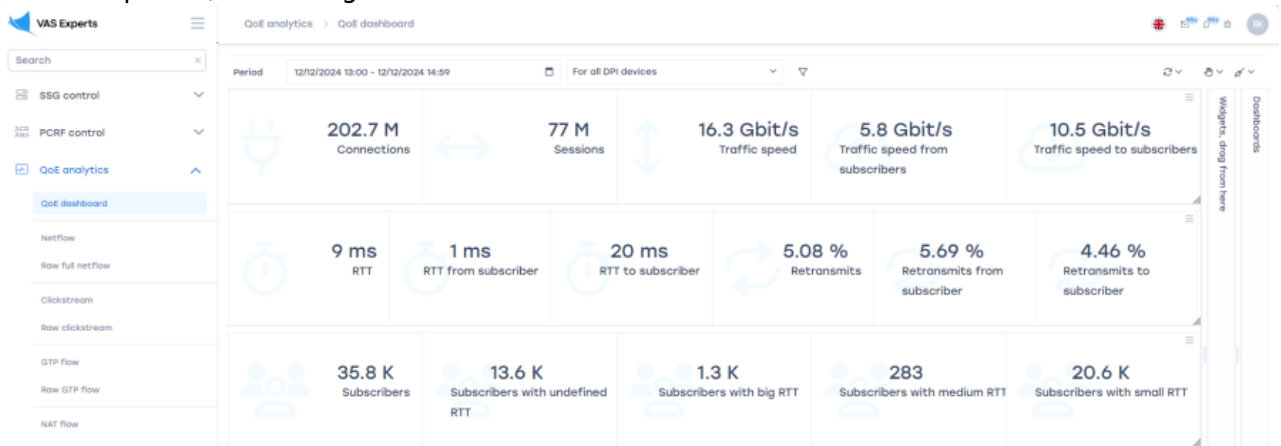 VAS Experts
QoE analytics > QoE dashboard
EK
Search
Period 12/12/2024 13:00 - 12/12/2024 14:59 For all DPI devices
SSG control
PCRF control
QoE analytics
QoE dashboard
Netflow
Raw full netflow
Clickstream
Raw clickstream
GTP flow
Raw GTP flow
NAT flow
202.7 M
Connections
77 M
Sessions
16.3 Gbit/s
Traffic speed
5.8 Gbit/s
Traffic speed from
subscribers
10.5 Gbit/s
Traffic speed to subscribers
9 ms
RTT
1 ms
RTT from subscriber
20 ms
RTT to subscriber
5.08 %
Retransmits
5.69 %
Retransmits from
subscriber
4.46 %
Retransmits to
subscriber
35.8 K
Subscribers
13.6 K
Subscribers with undefined
RTT
1.3 K
Subscribers with big RTT
283
Subscribers with medium RTT
20.6 K
Subscribers with small RTT
Widgets, drag from here
Dashboards